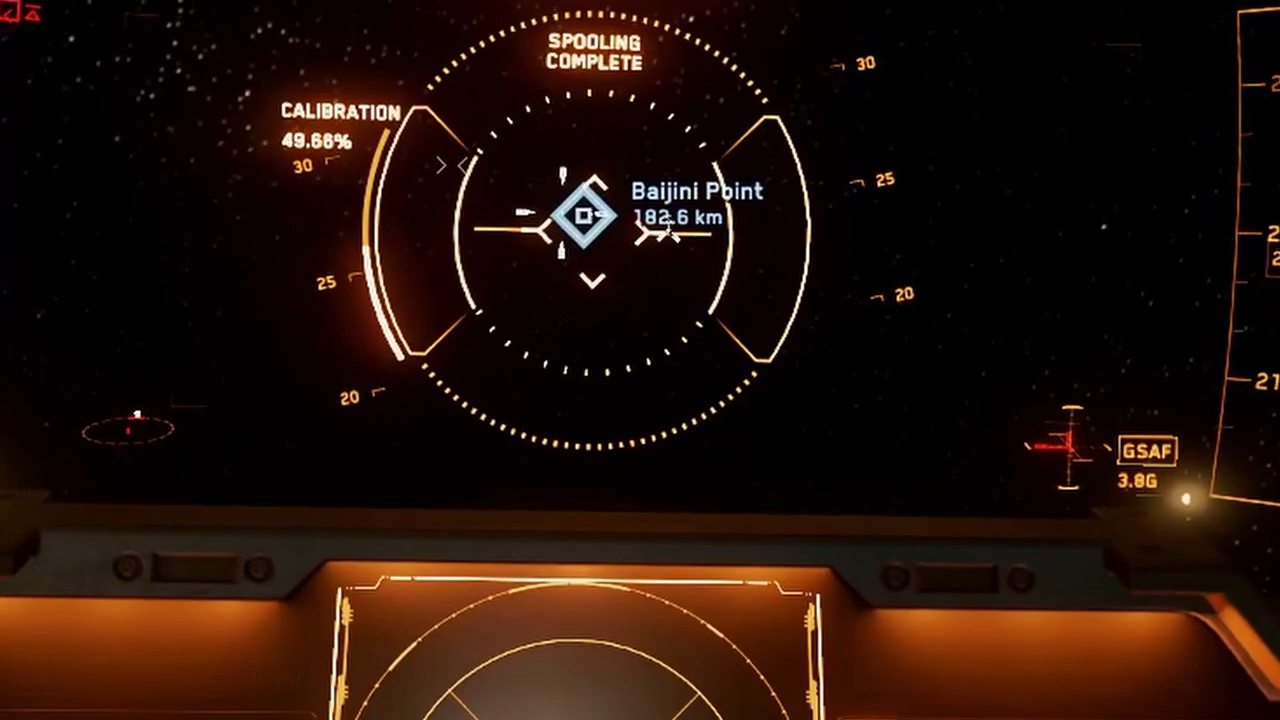 SPOOLING
COMPLETE
CALIBRATION
49.66%
30
25
20
Baijini Point
182.6 km
30
25
20
GSAF
3.8G